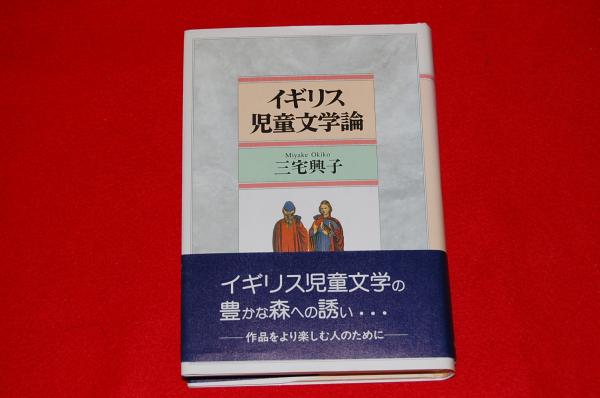 イギリス
児童文学論
Miyake Okiko
三宅興子
イギリス児童文学の
豊かな森への誘い・・・
――作品をより楽しむ人のために――